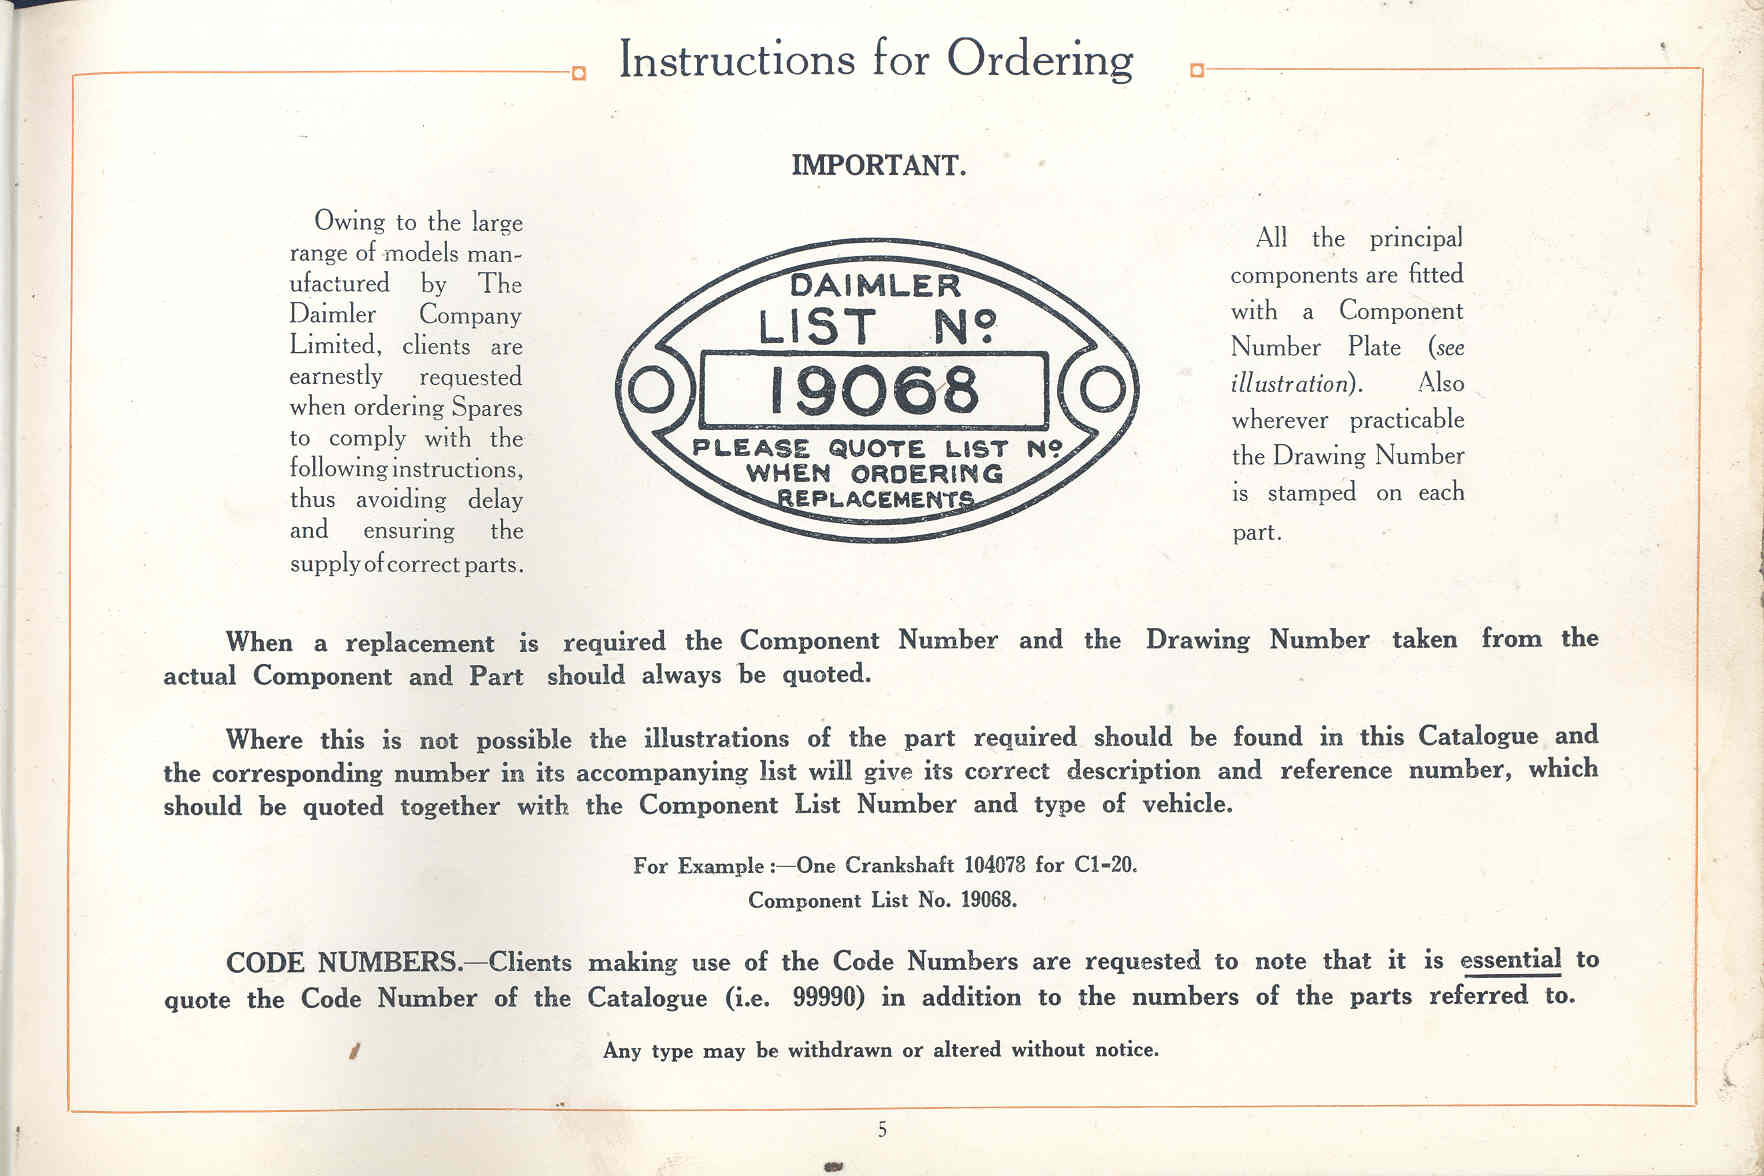 Instructions for Ordering
IMPORTANT.
Owing to the large
range of models man-
ufactured by The
Daimler Company
Limited, clients are
earnestly requested
when ordering Spares
to comply with the
following instructions,
thus avoiding delay
and ensuring the
supply of correct parts.
DAIMLER
LIST Nº
19068
PLEASE QUOTE LIST Nº
WHEN ORDERING
REPLACEMENTS
All the principal
components are fitted
with a Component
Number Plate (see
illustration). Also
wherever practicable
the Drawing Number
is stamped on each
part.
When a replacement is required the Component Number and the Drawing Number taken from the
actual Component and Part should always be quoted.
Where this is not possible the illustrations of the part required should be found in this Catalogue and
the corresponding number in its accompanying list will give its correct description and reference number, which
should be quoted together with the Component List Number and type of vehicle.
For Example :—One Crankshaft 104078 for C1-20.
Component List No. 19068.
CODE NUMBERS.—Clients making use of the Code Numbers are requested to note that it is essential to
quote the Code Number of the Catalogue (i.e. 99990) in addition to the numbers of the parts referred to.
Any type may be withdrawn or altered without notice.
5